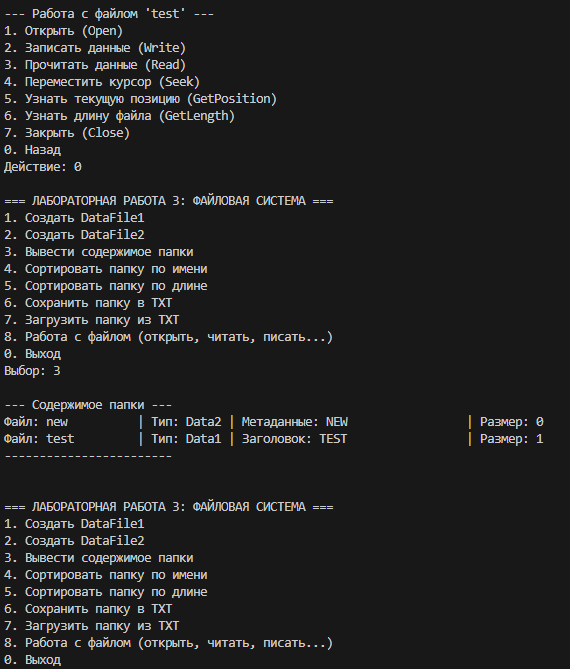 --- Работа с файлом 'test' ---
1. Открыть (Open)
2. Записать данные (Write)
3. Прочитать данные (Read)
4. Переместить курсор (Seek)
5. Узнать текущую позицию (GetPosition)
6. Узнать длину файла (GetLength)
7. Закрыть (Close)
0. Назад
Действие: 0

=== ЛАБОРАТОРНАЯ РАБОТА 3: ФАЙЛОВАЯ СИСТЕМА ===
1. Создать DataFile1
2. Создать DataFile2
3. Вывести содержимое папки
4. Сортировать папку по имени
5. Сортировать папку по длине
6. Сохранить папку в TXT
7. Загрузить папку из TXT
8. Работа с файлом (открыть, читать, писать...)
0. Выход
Выбор: 3

--- Содержимое папки ---
Файл: new | Тип: Data2 | Метаданные: NEW | Размер: 0
Файл: test | Тип: Data1 | Заголовок: TEST | Размер: 1
------------------------

=== ЛАБОРАТОРНАЯ РАБОТА 3: ФАЙЛОВАЯ СИСТЕМА ===
1. Создать DataFile1
2. Создать DataFile2
3. Вывести содержимое папки
4. Сортировать папку по имени
5. Сортировать папку по длине
6. Сохранить папку в TXT
7. Загрузить папку из TXT
8. Работа с файлом (открыть, читать, писать...)
0. Выход